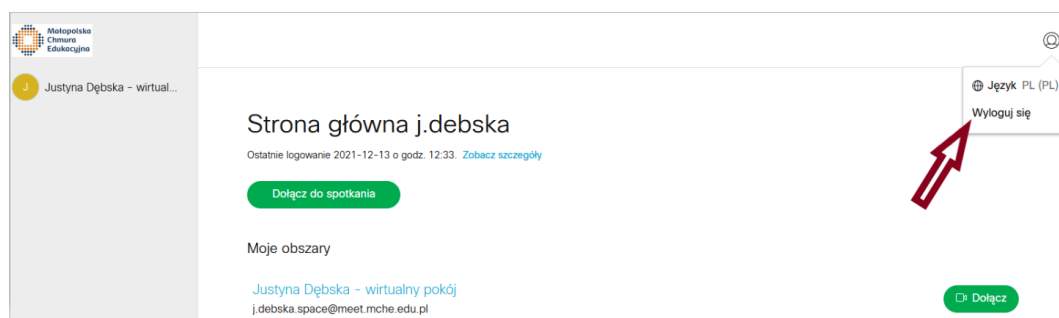 Małopolska
Chmura
Edukacyjna
J
Justyna Dębska - wirtual...
Język PL (PL)
Wyloguj się
Strona główna j.debska
Ostatnie logowanie 2021-12-13 o godz. 12:33. Zobacz szczegóły
Dołącz do spotkania
Moje obszary
Justyna Dębska - wirtualny pokój
j.debska.space@meet.mche.edu.pl
Dołącz